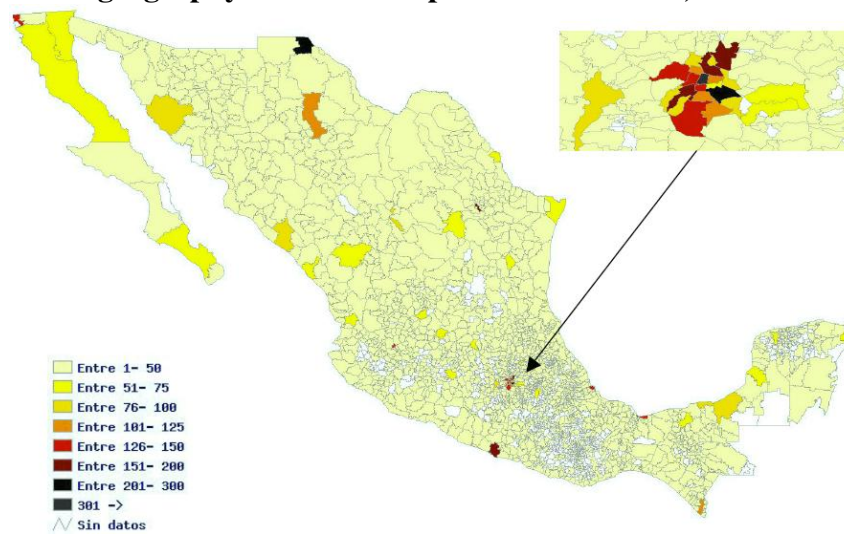 Entre 1- 50
Entre 51- 75
Entre 76- 100
Entre 101- 125
Entre 126- 150
Entre 151- 200
Entre 201- 300
301 ->
Sin datos